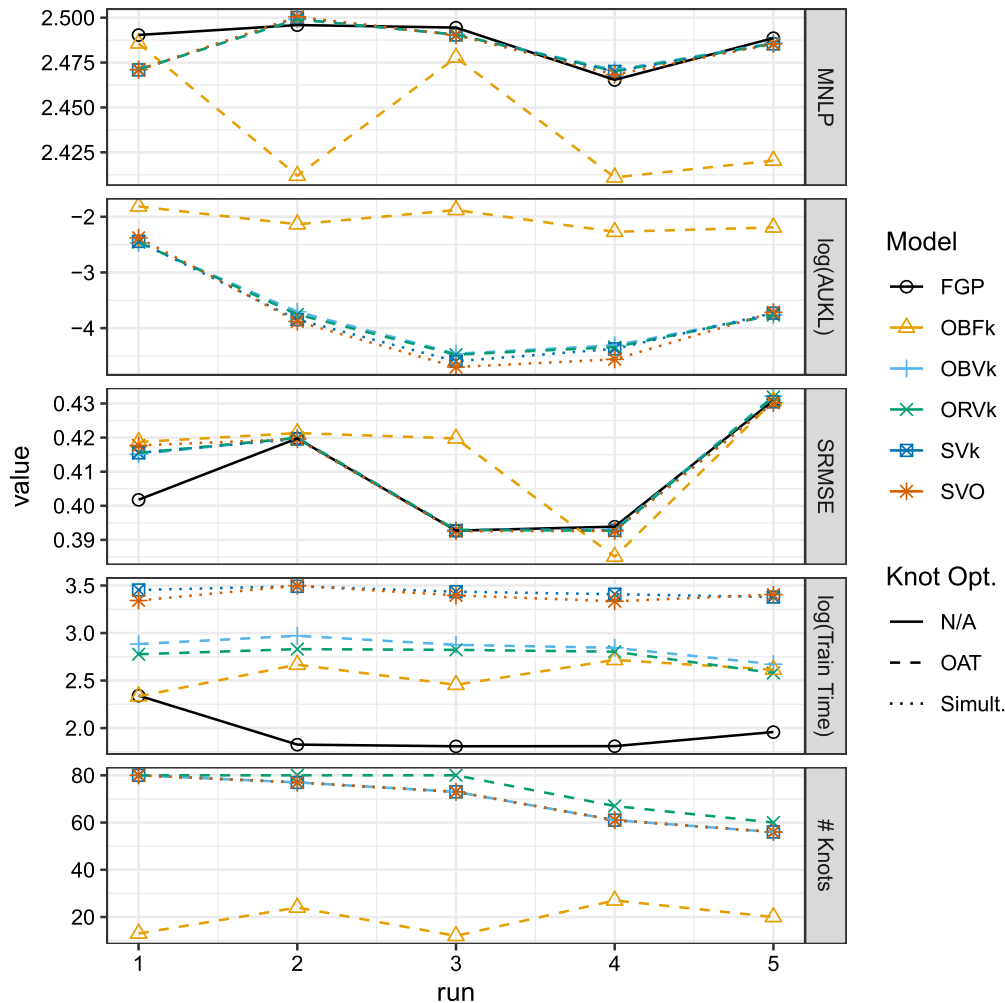 2.500
2.475
2.450
2.425
MNLP
−2
−3
−4
log(AUKL)
0.43
0.42
0.41
0.40
0.39
SRMSE
3.5
3.0
2.5
2.0
log(Train Time)
80
60
40
20
# Knots
1 2 3 4 5
run
value
Model
FGP
OBFk
OBVk
ORVk
SVk
SVO
Knot Opt.
N/A
OAT
Simult.